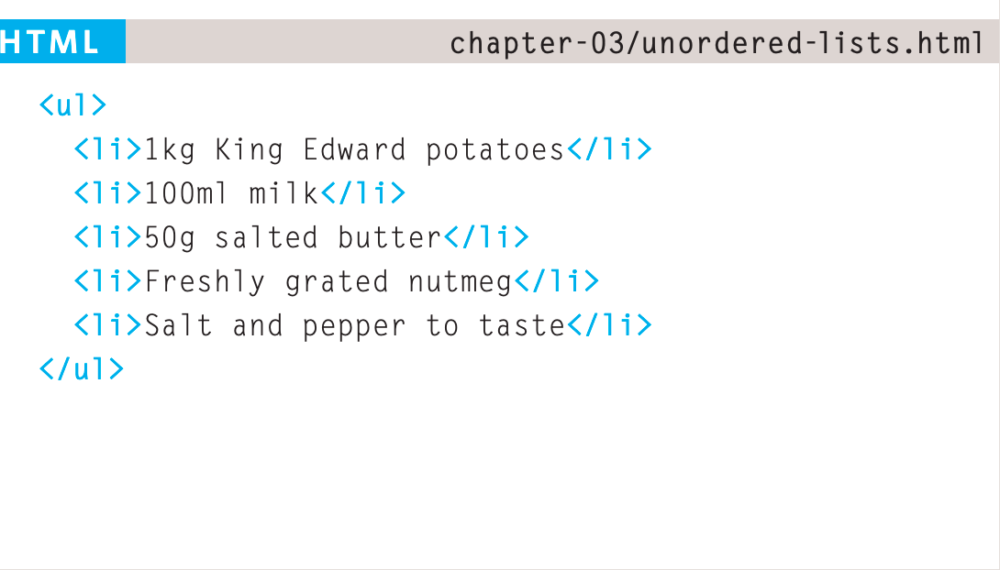 HTML chapter-03/unordered-lists.html
<ul>
<li>1kg King Edward potatoes</li>
<li>100ml milk</li>
<li>50g salted butter</li>
<li>Freshly grated nutmeg</li>
<li>Salt and pepper to taste</li>
</ul>